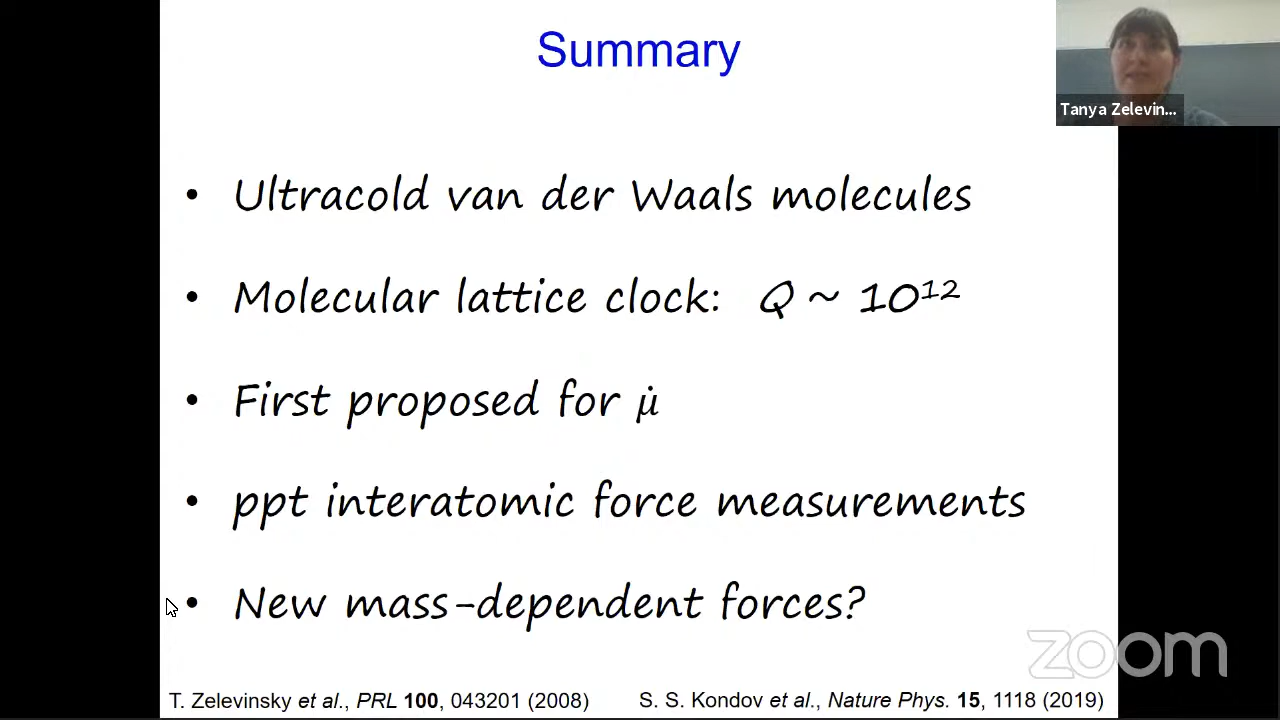 Summary
Tanya Zelevin...
• Ultracold van der Waals molecules
• Molecular lattice clock: Q ~ 10¹²
• First proposed for μ̇
• ppt interatomic force measurements
• New mass-dependent forces?
zoom
T. Zelevinsky et al., PRL 100, 043201 (2008)
S. S. Kondov et al., Nature Phys. 15, 1118 (2019)